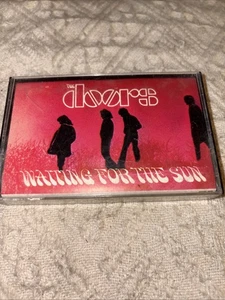 the doors
WAITING FOR THE SUN